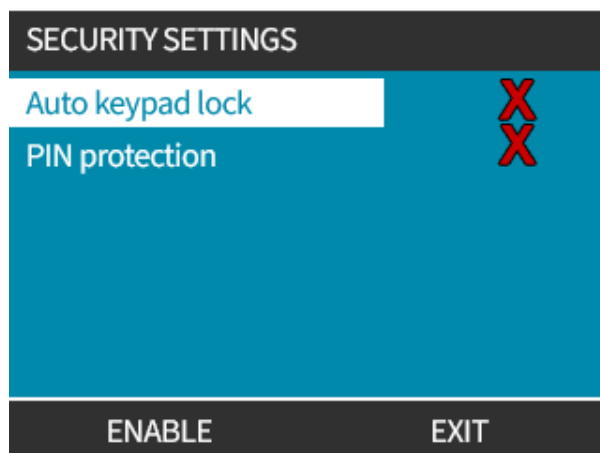 SECURITY SETTINGS
Auto keypad lock
PIN protection
ENABLE EXIT